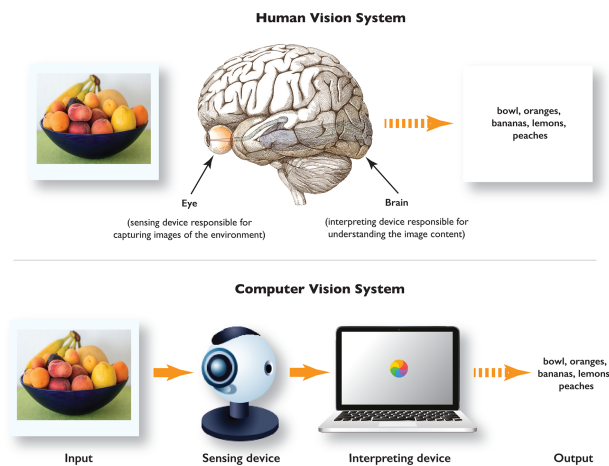 Human Vision System
bowl, oranges,
bananas, lemons,
peaches
Eye
(sensing device responsible for
capturing images of the environment)
Brain
(interpreting device responsible for
understanding the image content)
Computer Vision System
bowl, oranges,
bananas, lemons
peaches
Input
Sensing device
Interpreting device
Output